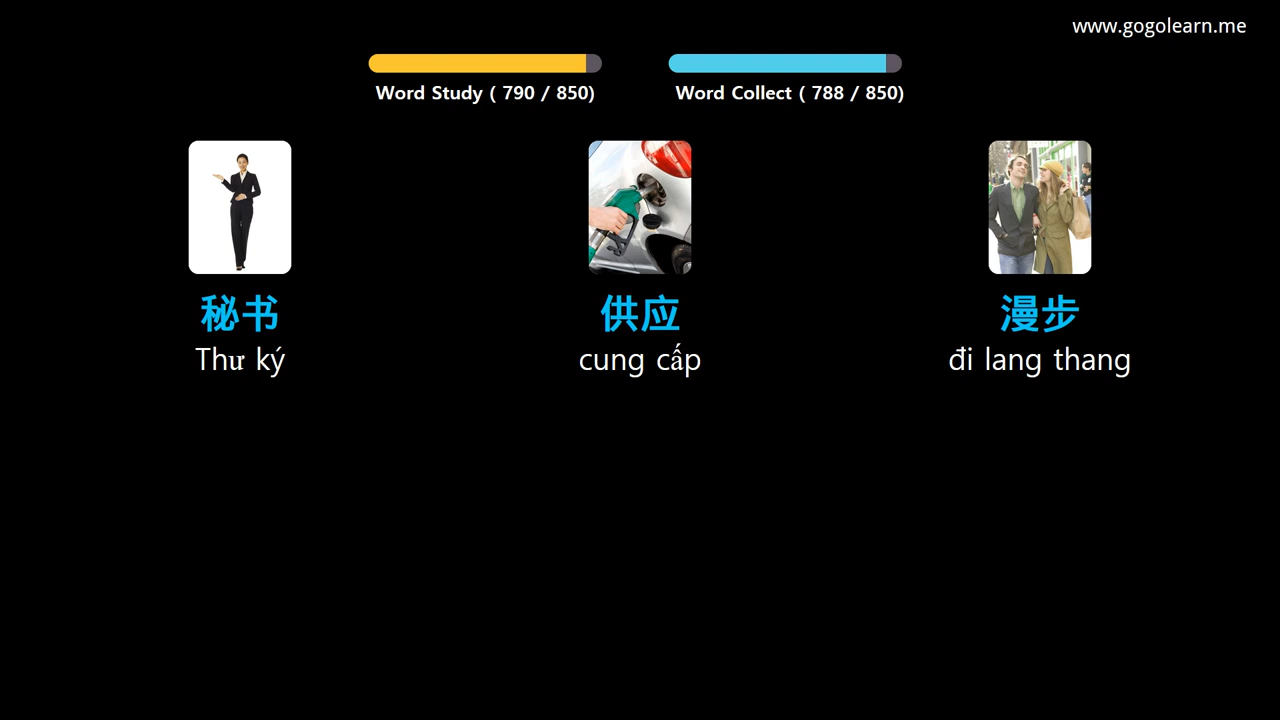 www.gogolearn.me
Word Study ( 790 / 850)
Word Collect ( 788 / 850)
秘书
供应
漫步
Thư ký
cung cấp
đi lang thang